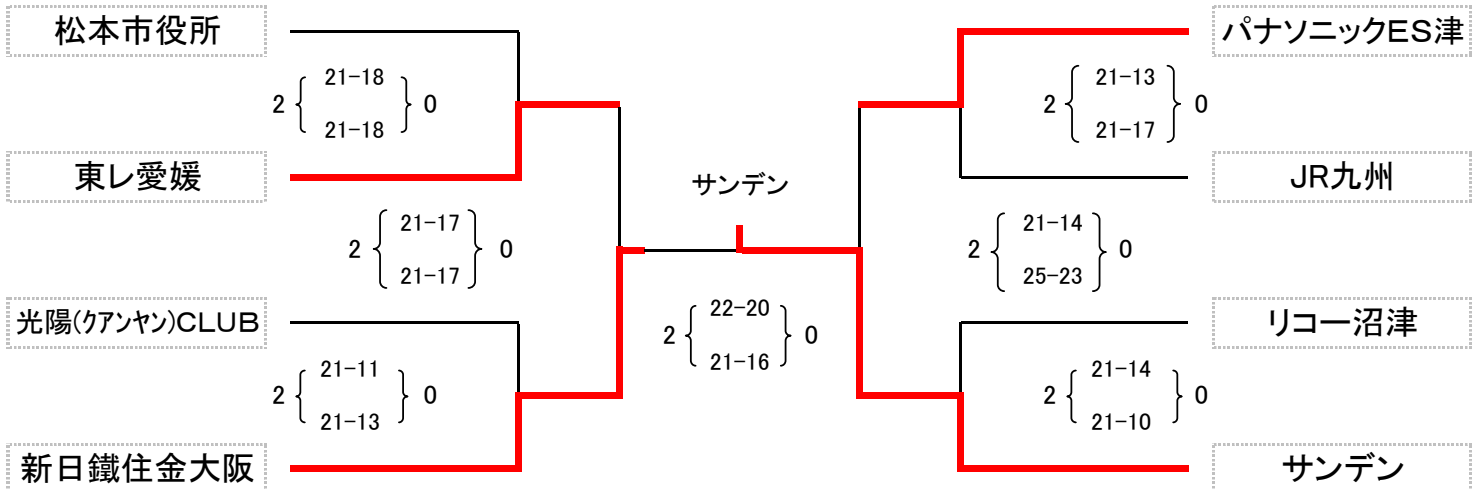 松本市役所
パナソニックES津
2 { 21-18 } 0
21-18
2 { 21-13 } 0
21-17
東レ愛媛
サンデン
JR九州
2 { 21-17 } 0
21-17
2 { 21-14 } 0
25-23
光陽(クアンヤン)CLUB
2 { 22-20 } 0
21-16
リコー沼津
2 { 21-11 } 0
21-13
2 { 21-14 } 0
21-10
新日鐵住金大阪
サンデン